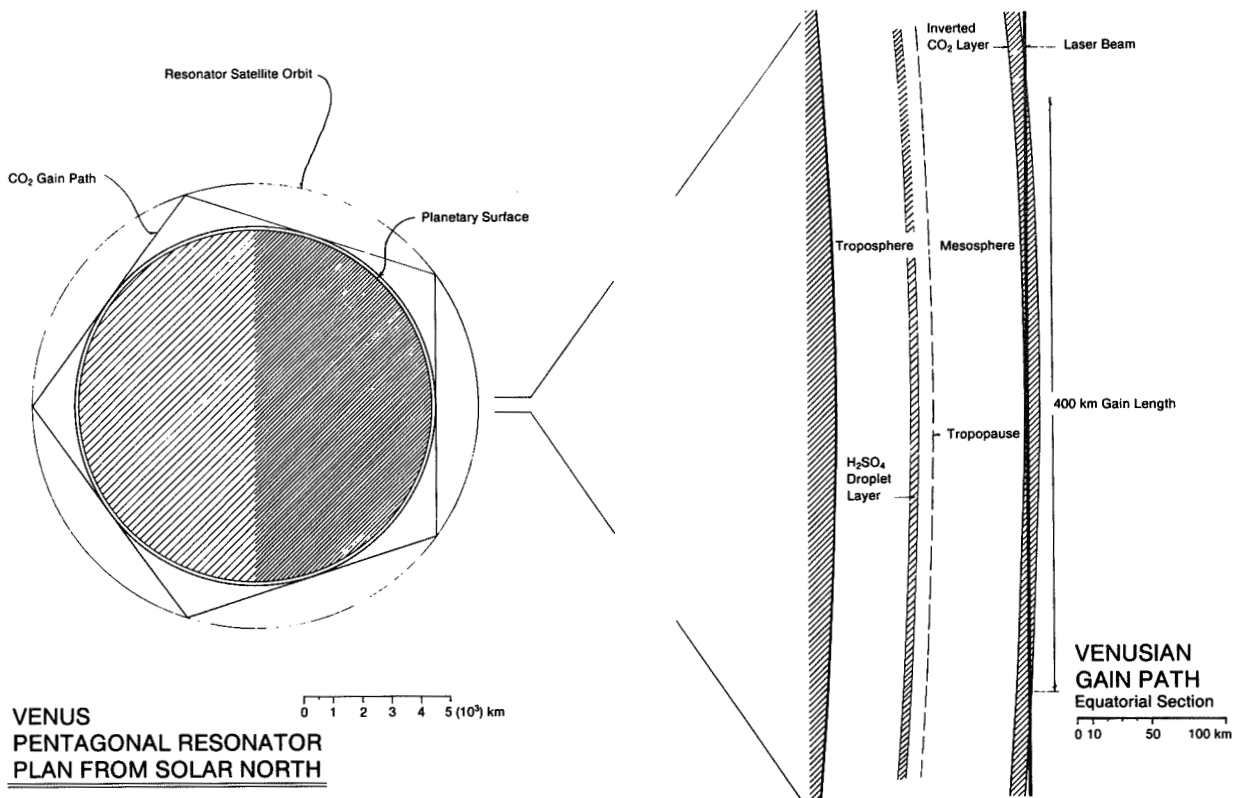 Resonator Satellite Orbit
CO₂ Gain Path
Planetary Surface
0 1 2 3 4 5 (10³) km
VENUS
PENTAGONAL RESONATOR
PLAN FROM SOLAR NORTH
Inverted
CO₂ Layer
Laser Beam
Troposphere
Mesosphere
400 km Gain Length
Tropopause
H₂SO₄
Droplet
Layer
VENUSIAN
GAIN PATH
Equatorial Section
0 10 50 100 km